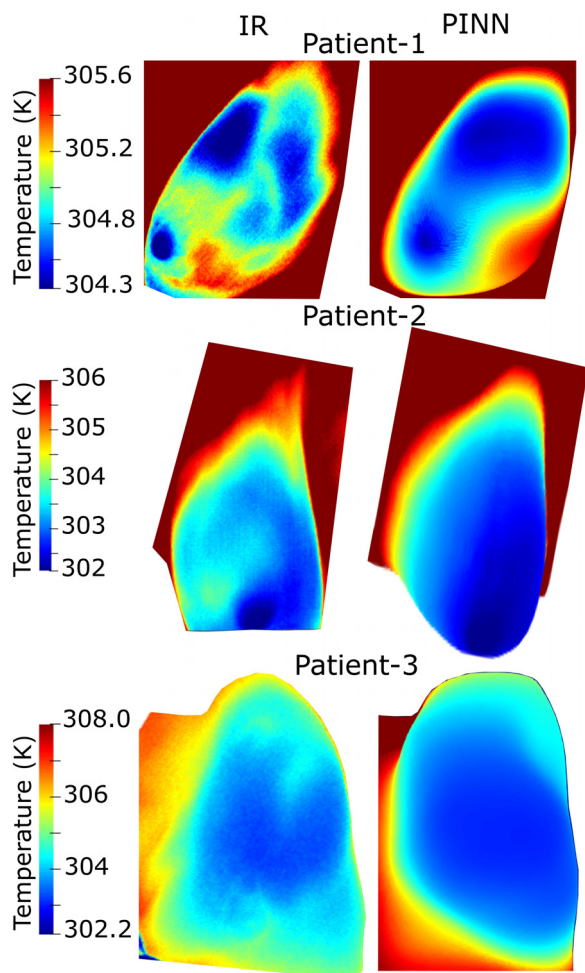 IR PINN
Patient-1
Temperature (K)
305.6
305.2
304.8
304.3
Patient-2
Temperature (K)
306
305
304
303
302
Patient-3
Temperature (K)
308.0
306
304
302.2